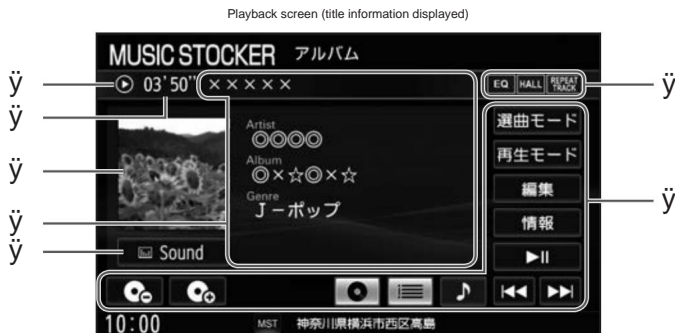 Playback screen (title information displayed)
MUSIC STOCKER アルバム
ÿ
ÿ
ÿ
ÿ
ÿ
03'50" ×××××
EQ HALL REPEAT TRACK
ÿ
Artist
◎◎◎◎
Album
◎×☆◎×☆
Genre
J-ポップ
Sound
選曲モード
再生モード
編集
情報
ÿ
10:00 MST 神奈川県横浜市西区高島